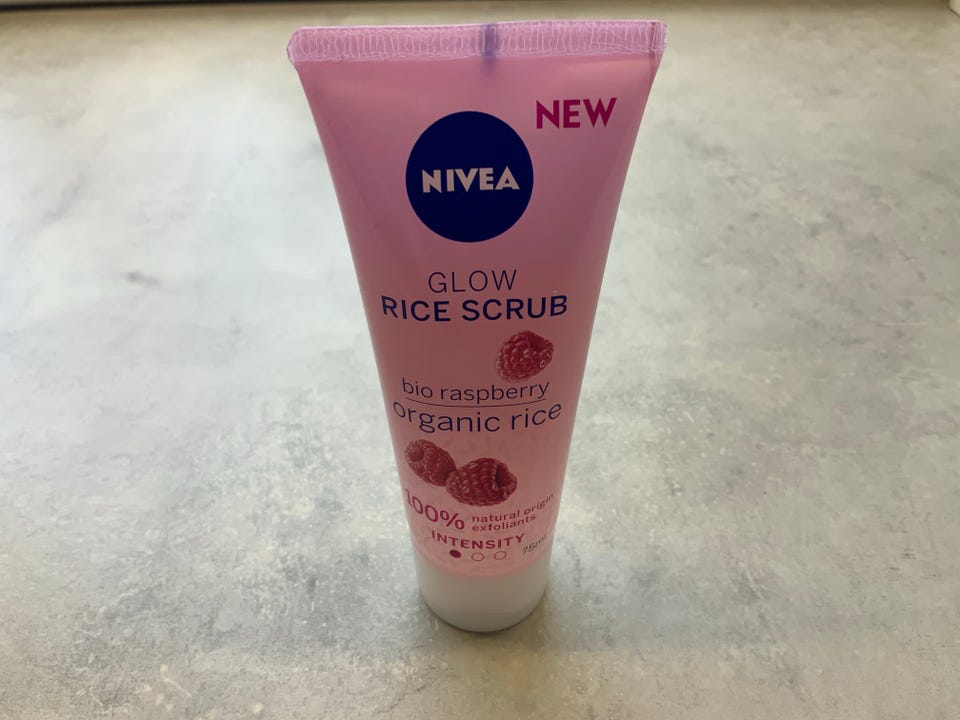 NEW
NIVEA
GLOW
RICE SCRUB
bio raspberry
organic rice
100% natural origin
exfoliants
INTENSITY
75ml